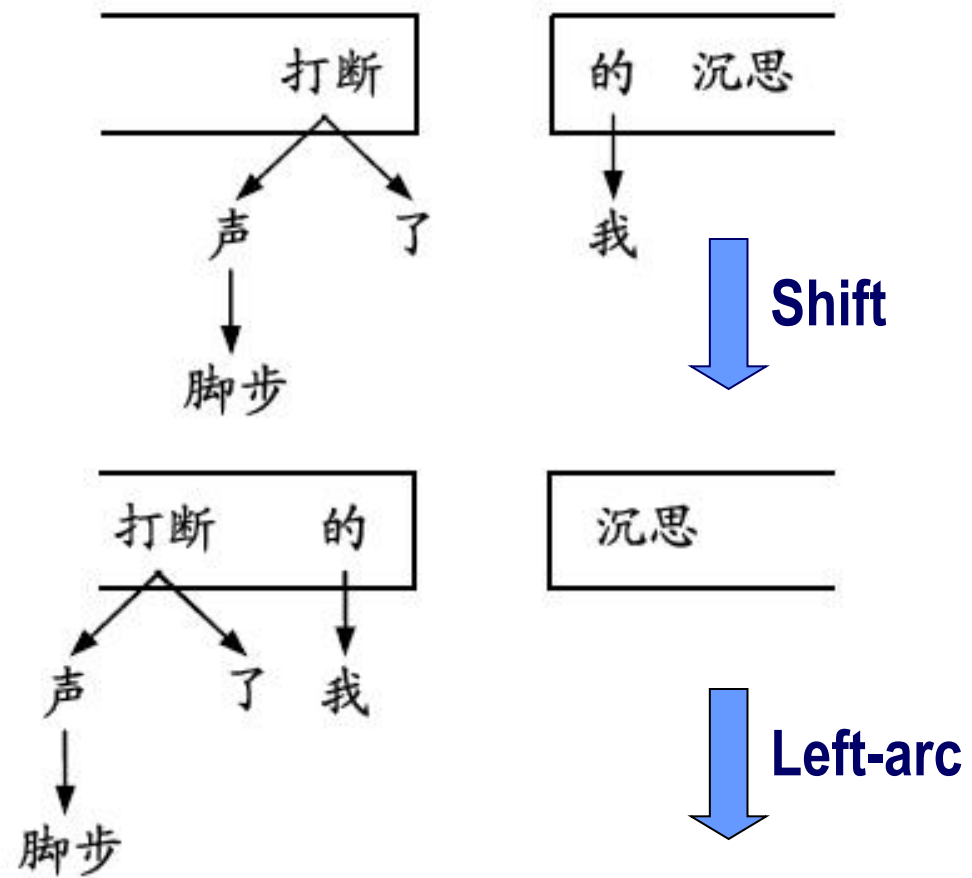 打断 的 沉思
声 了 我
Shift
脚步
打断 的 沉思
声 了 我
Left-arc
脚步